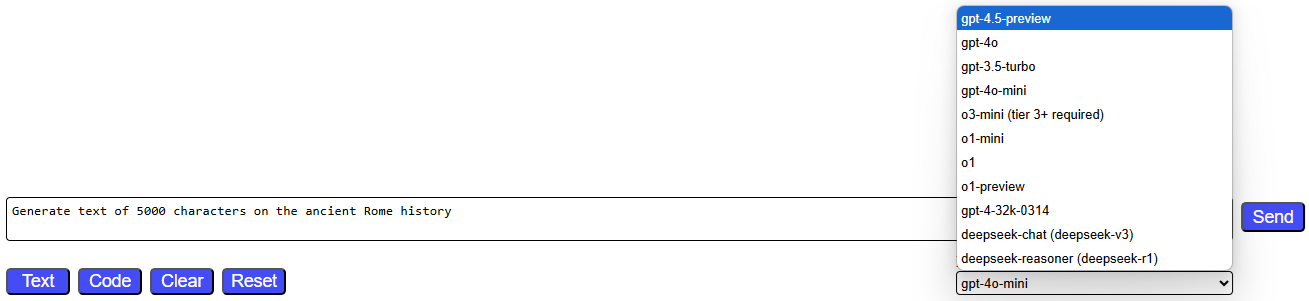 gpt-4.5-preview
gpt-4o
gpt-3.5-turbo
gpt-4o-mini
o3-mini (tier 3+ required)
o1-mini
o1
o1-preview
gpt-4-32k-0314
deepseek-chat (deepseek-v3)
deepseek-reasoner (deepseek-r1)
Generate text of 5000 characters on the ancient Rome history
Send
Text Code Clear Reset
gpt-4o-mini